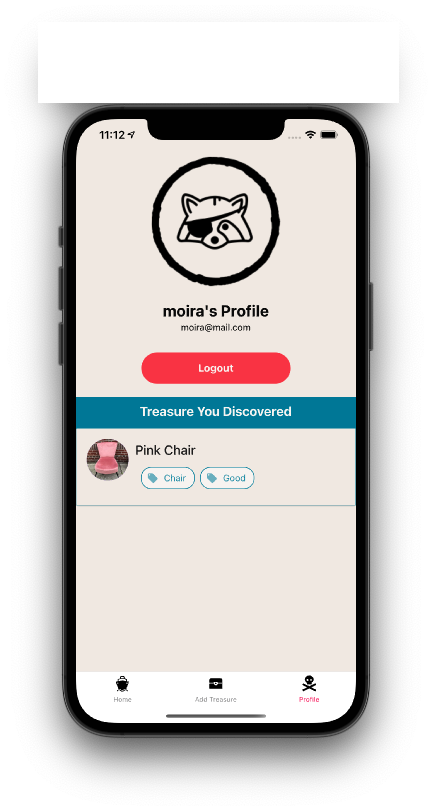 11:12
moira's Profile
moira@mail.com
Logout
Treasure You Discovered
Pink Chair
Chair Good
Home Add Treasure Profile